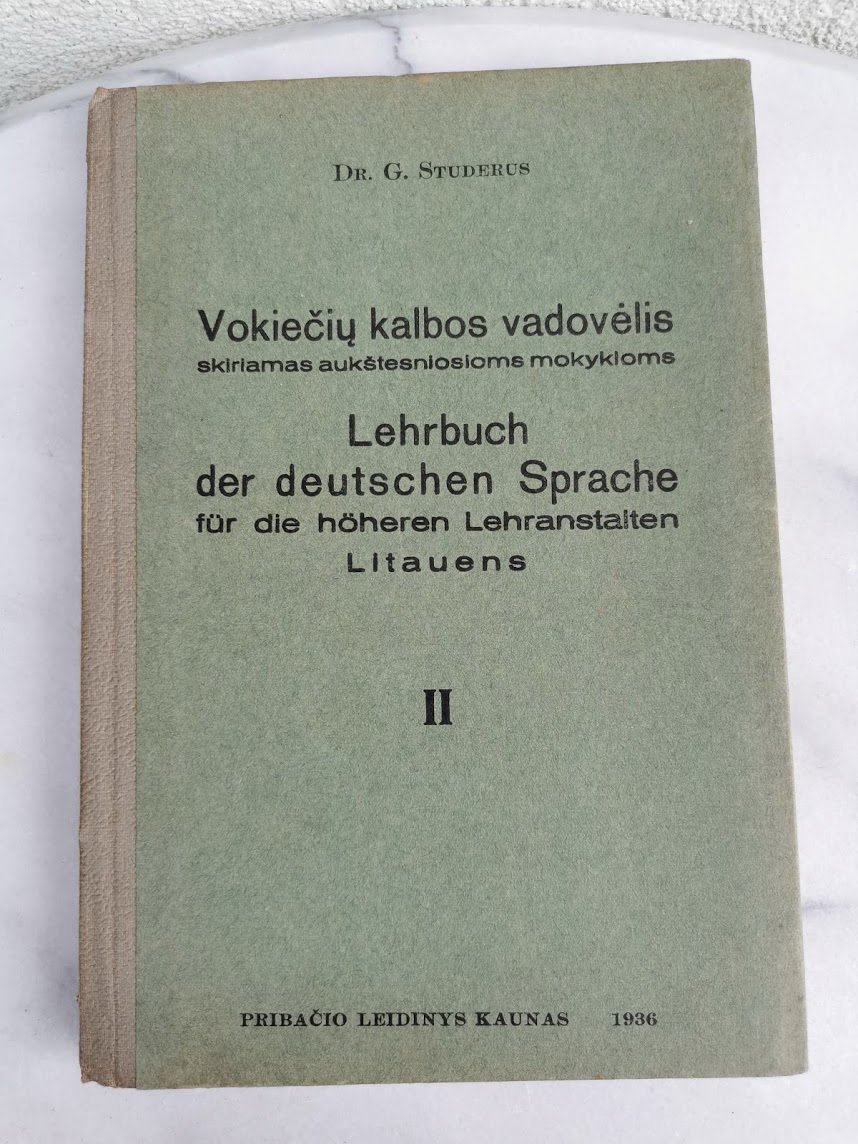 DR. G. STUDERUS
Vokiečių kalbos vadovėlis
skiriamas aukštesniosioms mokykloms
Lehrbuch
der deutschen Sprache
für die höheren Lehranstalten
Litauens
II
PRIBAČIO LEIDINYS KAUNAS 1936